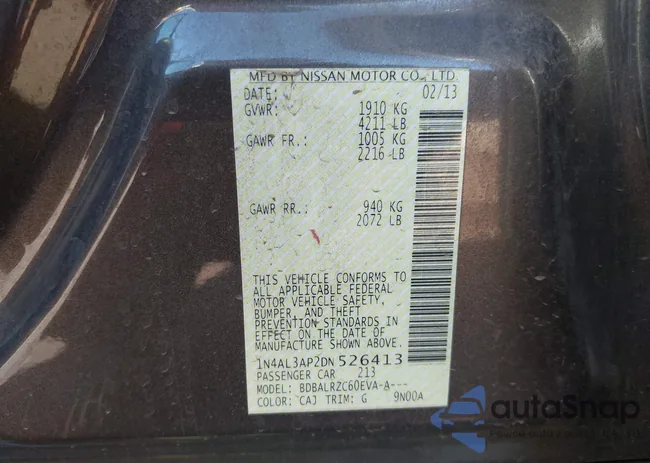 MFD BY NISSAN MOTOR CO., LTD.
DATE: 02/13
GVWR: 1910 KG
4211 LB
GAWR FR.: 1005 KG
2216 LB
GAWR RR.: 940 KG
2072 LB
THIS VEHICLE CONFORMS TO
ALL APPLICABLE FEDERAL
MOTOR VEHICLE SAFETY,
BUMPER, AND THEFT
PREVENTION STANDARDS IN
EFFECT ON THE DATE OF
MANUFACTURE SHOWN ABOVE.
1N4AL3AP2DN526413
PASSENGER CAR 213
MODEL: BDBALRZC60EVA-A---
COLOR: CAJ TRIM: G 9N00A
autoSnap